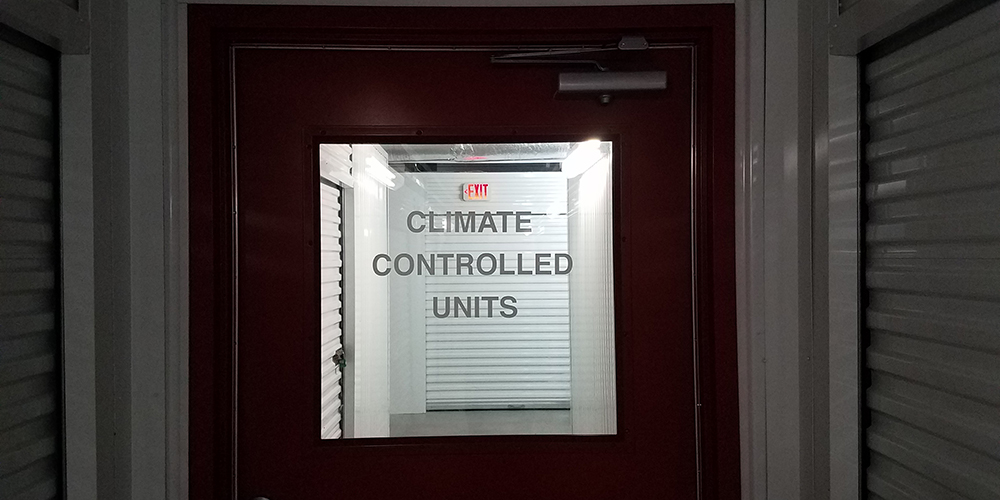 EXIT
CLIMATE
CONTROLLED
UNITS